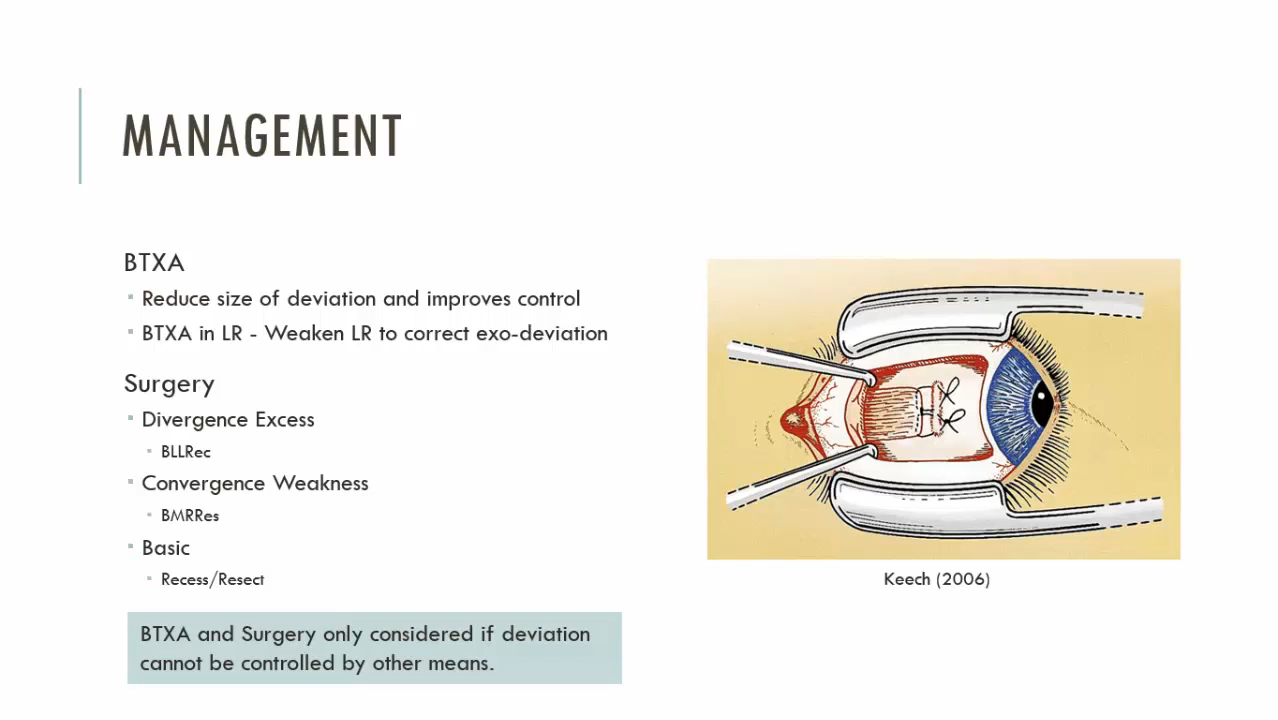 MANAGEMENT
BTXA
Reduce size of deviation and improves control
BTXA in LR - Weaken LR to correct exo-deviation
Surgery
Divergence Excess
BLLRec
Convergence Weakness
BMRRes
Basic
Recess/Resect
BTXA and Surgery only considered if deviation
cannot be controlled by other means.
Keech (2006)